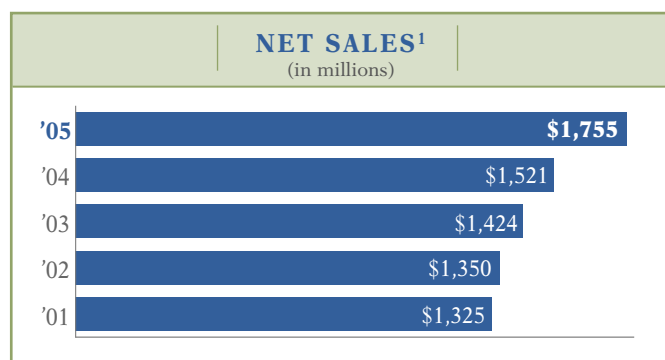 NET SALES¹
(in millions)
’05 $1,755
’04 $1,521
’03 $1,424
’02 $1,350
’01 $1,325